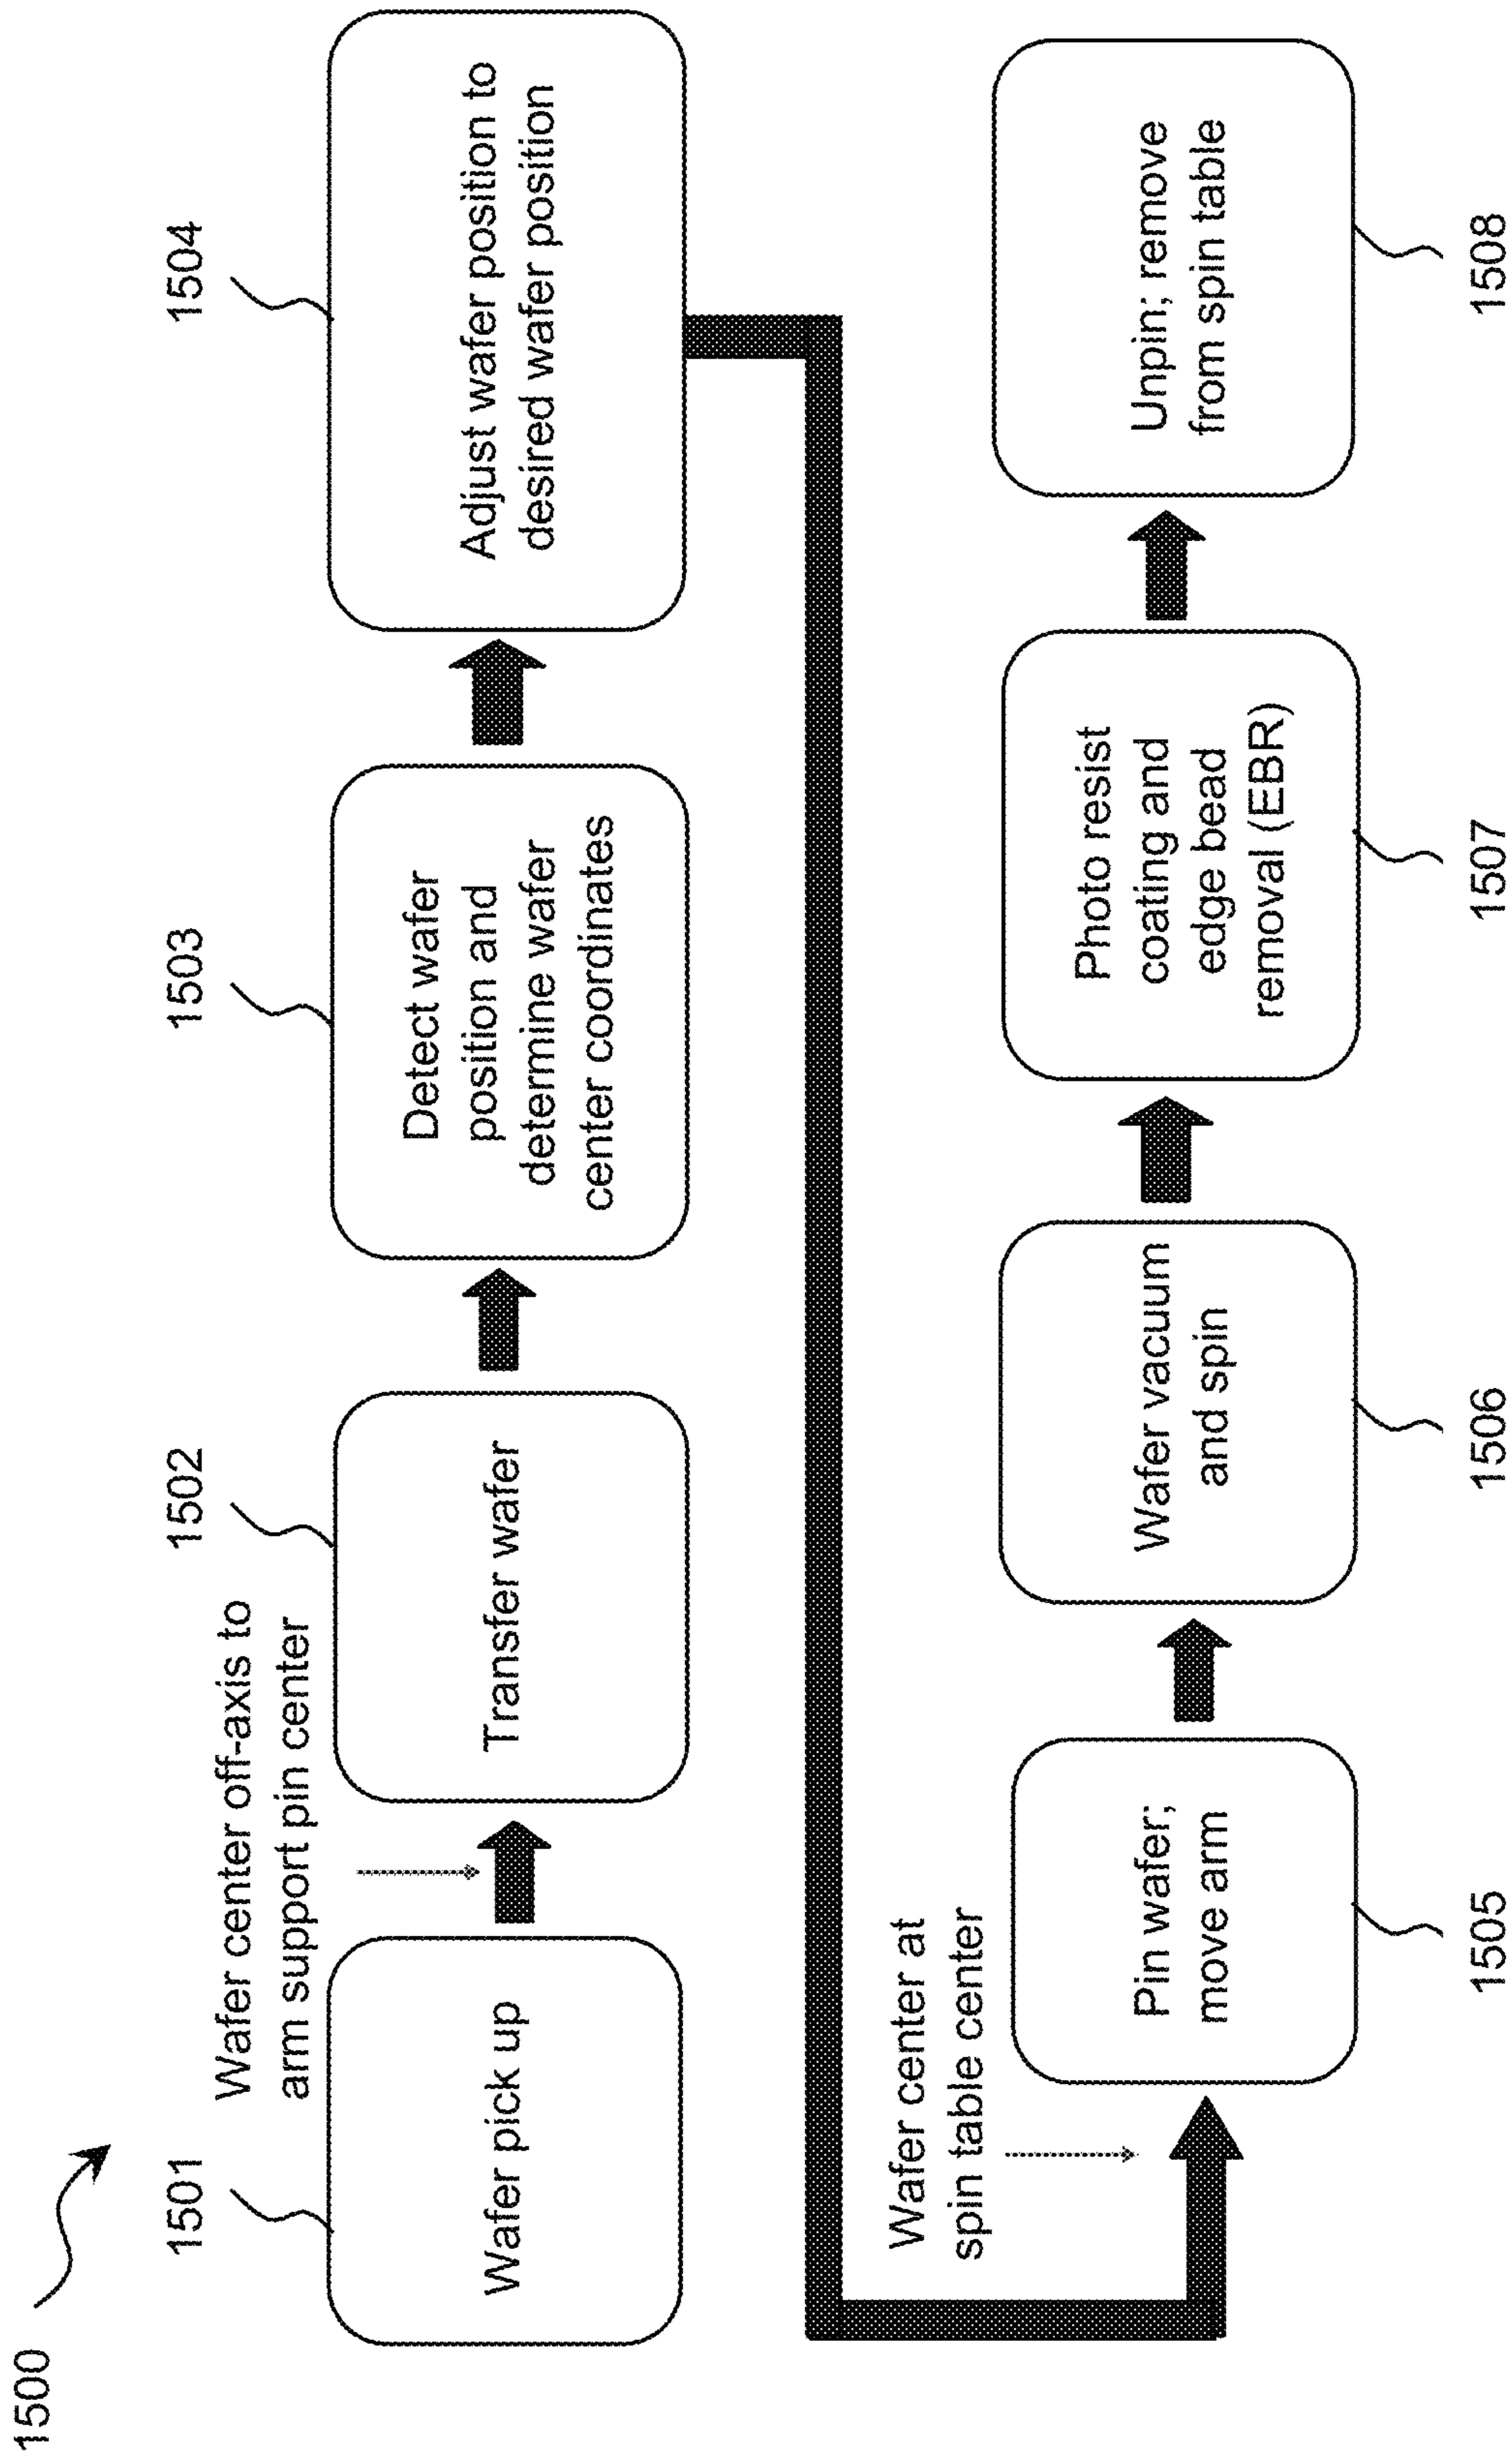 1500
1501
Wafer pick up
Wafer center off-axis to
arm support pin center
1502
Transfer wafer
1503
Detect wafer
position and
determine wafer
center coordinates
1504
Adjust wafer position to
desired wafer position
Wafer center at
spin table center
Pin wafer;
move arm
1505
Wafer vacuum
and spin
1506
Photo resist
coating and
edge bead
removal (EBR)
1507
Unpin; remove
from spin table
1508